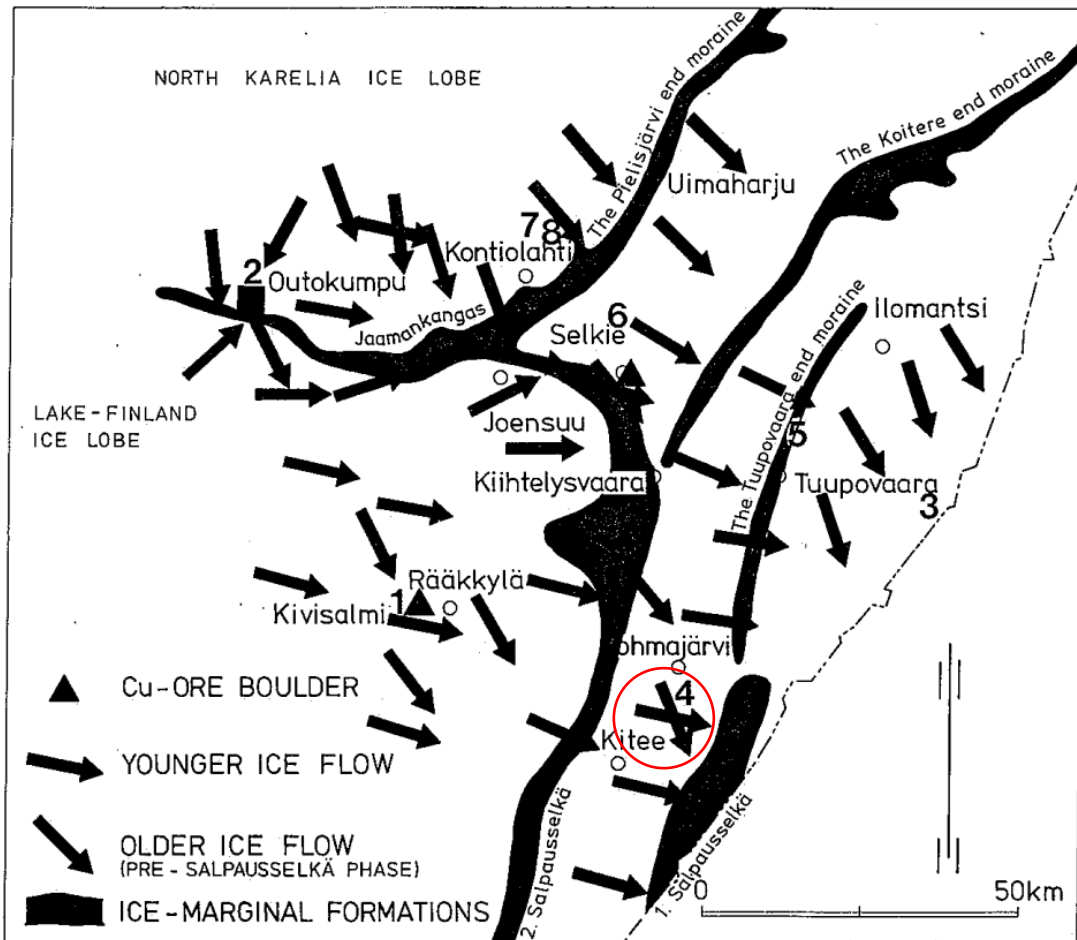 NORTH KARELIA ICE LOBE
The Pielisjärvi end moraine
The Koitere end moraine
Uimaharju
7
8
Kontiolahti
2
Outokumpu
Jaamankangas
6
Selkie
Ilomantsi
The Tuupovaara end moraine
LAKE-FINLAND
ICE LOBE
Joensuu
5
Kiihtelysvaara
Tuupovaara
3
Rääkkylä
1
Kivisalmi
ohmajärvi
4
Kitee
Cu-ORE BOULDER
YOUNGER ICE FLOW
OLDER ICE FLOW
(PRE-SALPAUSSELKÄ PHASE)
ICE-MARGINAL FORMATIONS
2. Salpausselkä
1. Salpausselkä
0
50km